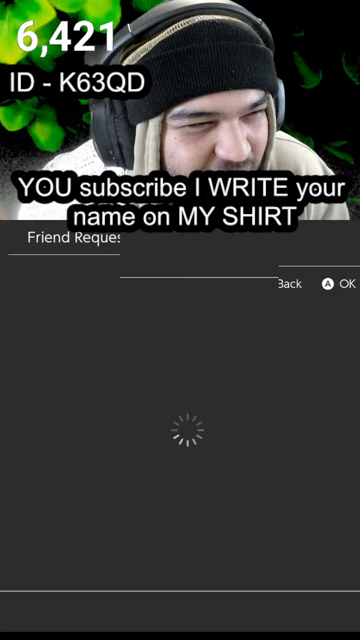 6,421
ID - K63QD
YOU subscribe I WRITE your
name on MY SHIRT
Friend Reques
Back A OK